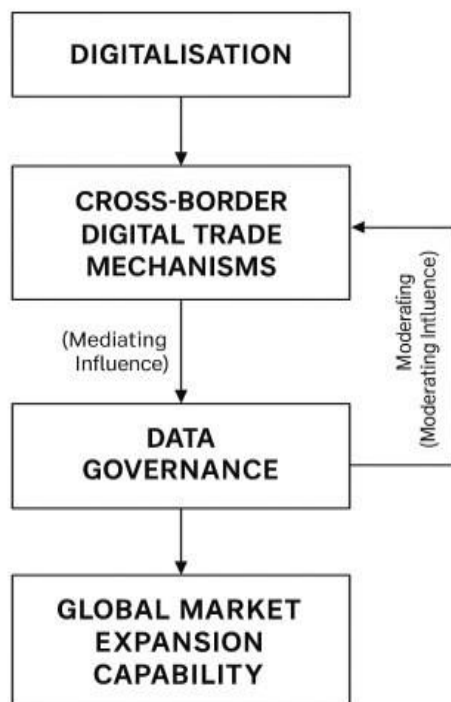 DIGITALISATION
CROSS-BORDER
DIGITAL TRADE
MECHANISMS
(Mediating
Influence)
Moderating
(Moderating Intluence)
DATA
GOVERNANCE
GLOBAL MARKET
EXPANSION
CAPABILITY